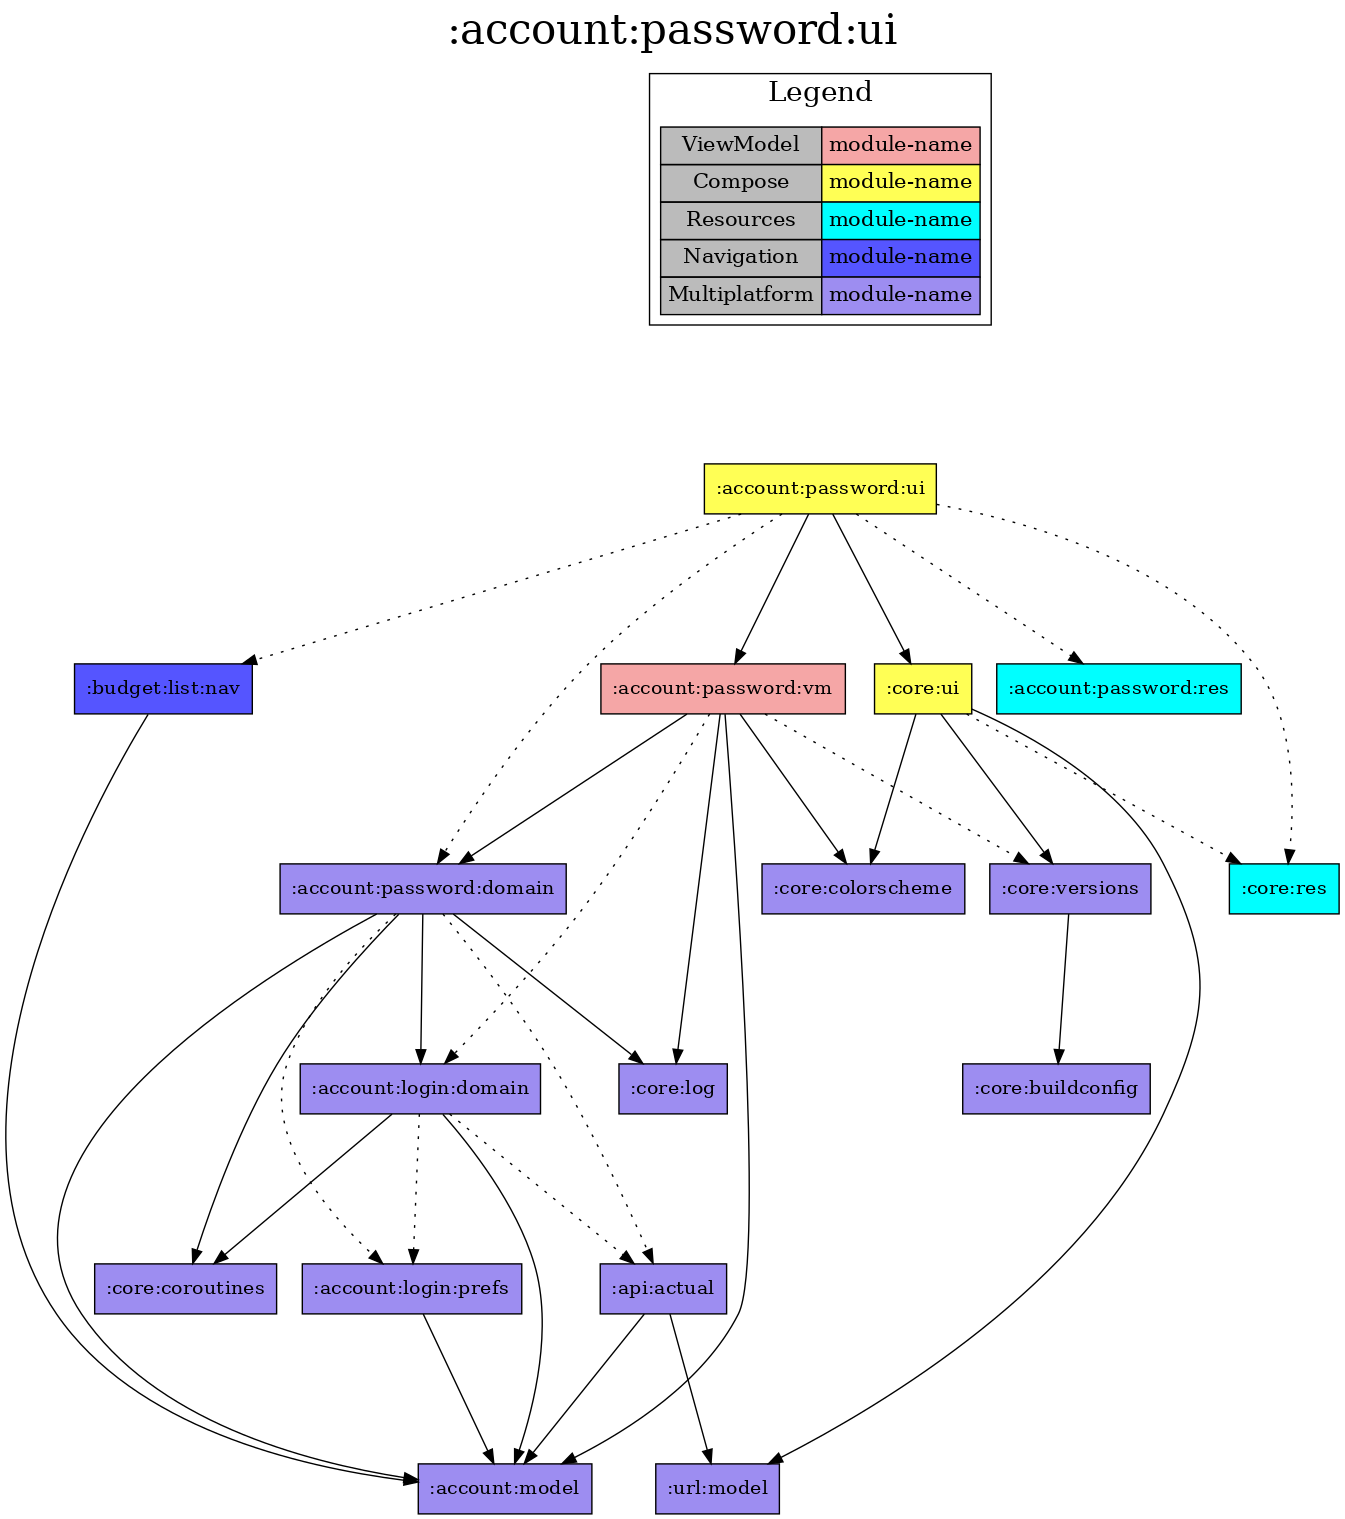 :account:password:ui
Legend
ViewModel module-name
Compose module-name
Resources module-name
Navigation module-name
Multiplatform module-name
:account:password:ui
:budget:list:nav :account:password:vm :core:ui :account:password:res
:account:password:domain :core:colorscheme :core:versions :core:res
:account:login:domain :core:log :core:buildconfig
:core:coroutines :account:login:prefs :api:actual
:account:model :url:model